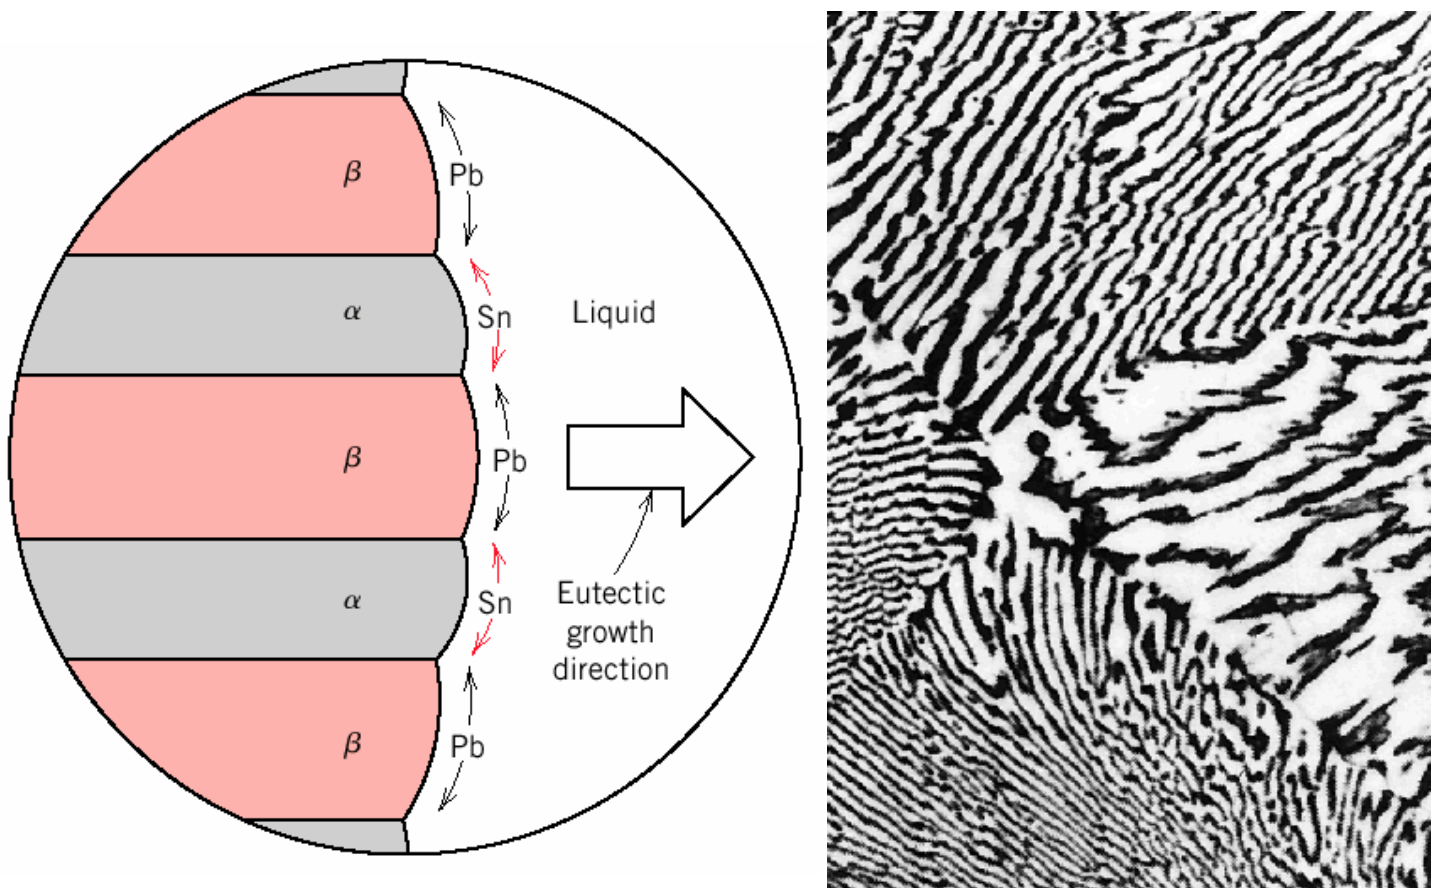 β
Pb
α
Sn
Liquid
β
Pb
α
Sn
Eutectic
growth
direction
β
Pb